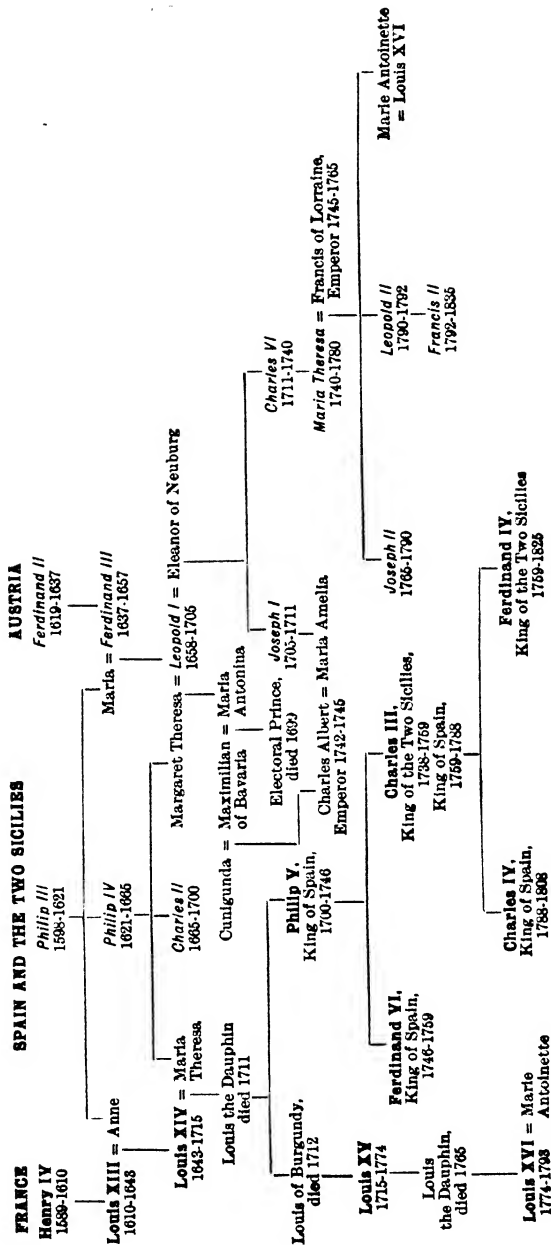 FRANCE
SPAIN AND THE TWO SICILIES
AUSTRIA
Henry IV
1589-1610
Philip III
1598-1621
Ferdinand II
1619-1637
Louis XIII = Anne
1610-1643
Philip IV
1621-1665
Maria = Ferdinand III
1637-1657
Louis XIV = Maria
1643-1715 Theresa
Charles II
1665-1700
Margaret Theresa = Leopold I = Eleanor of Neuburg
1658-1705
Louis the Dauphin
died 1711
Cunigunda = Maximilian = Maria
of Bavaria Antonina
Electoral Prince,
died 1699
Joseph I
1705-1711
Charles VI
1711-1740
Louis of Burgundy,
died 1712
Philip V,
King of Spain,
1700-1746
Charles Albert = Maria Amelia
Emperor 1742-1745
Maria Theresa = Francis of Lorraine,
1740-1780 Emperor 1745-1765
Louis XV
1715-1774
Ferdinand VI,
King of Spain,
1746-1759
Charles III,
King of the Two Sicilies,
1738-1759
King of Spain,
1759-1788
Joseph II
1765-1790
Leopold II
1790-1792
Marie Antoinette
= Louis XVI
Louis
the Dauphin,
died 1765
Francis II
1792-1835
Louis XVI = Marie
1774-1793 Antoinette
Charles IV,
King of Spain,
1788-1808
Ferdinand IV,
King of the Two Sicilies
1759-1825